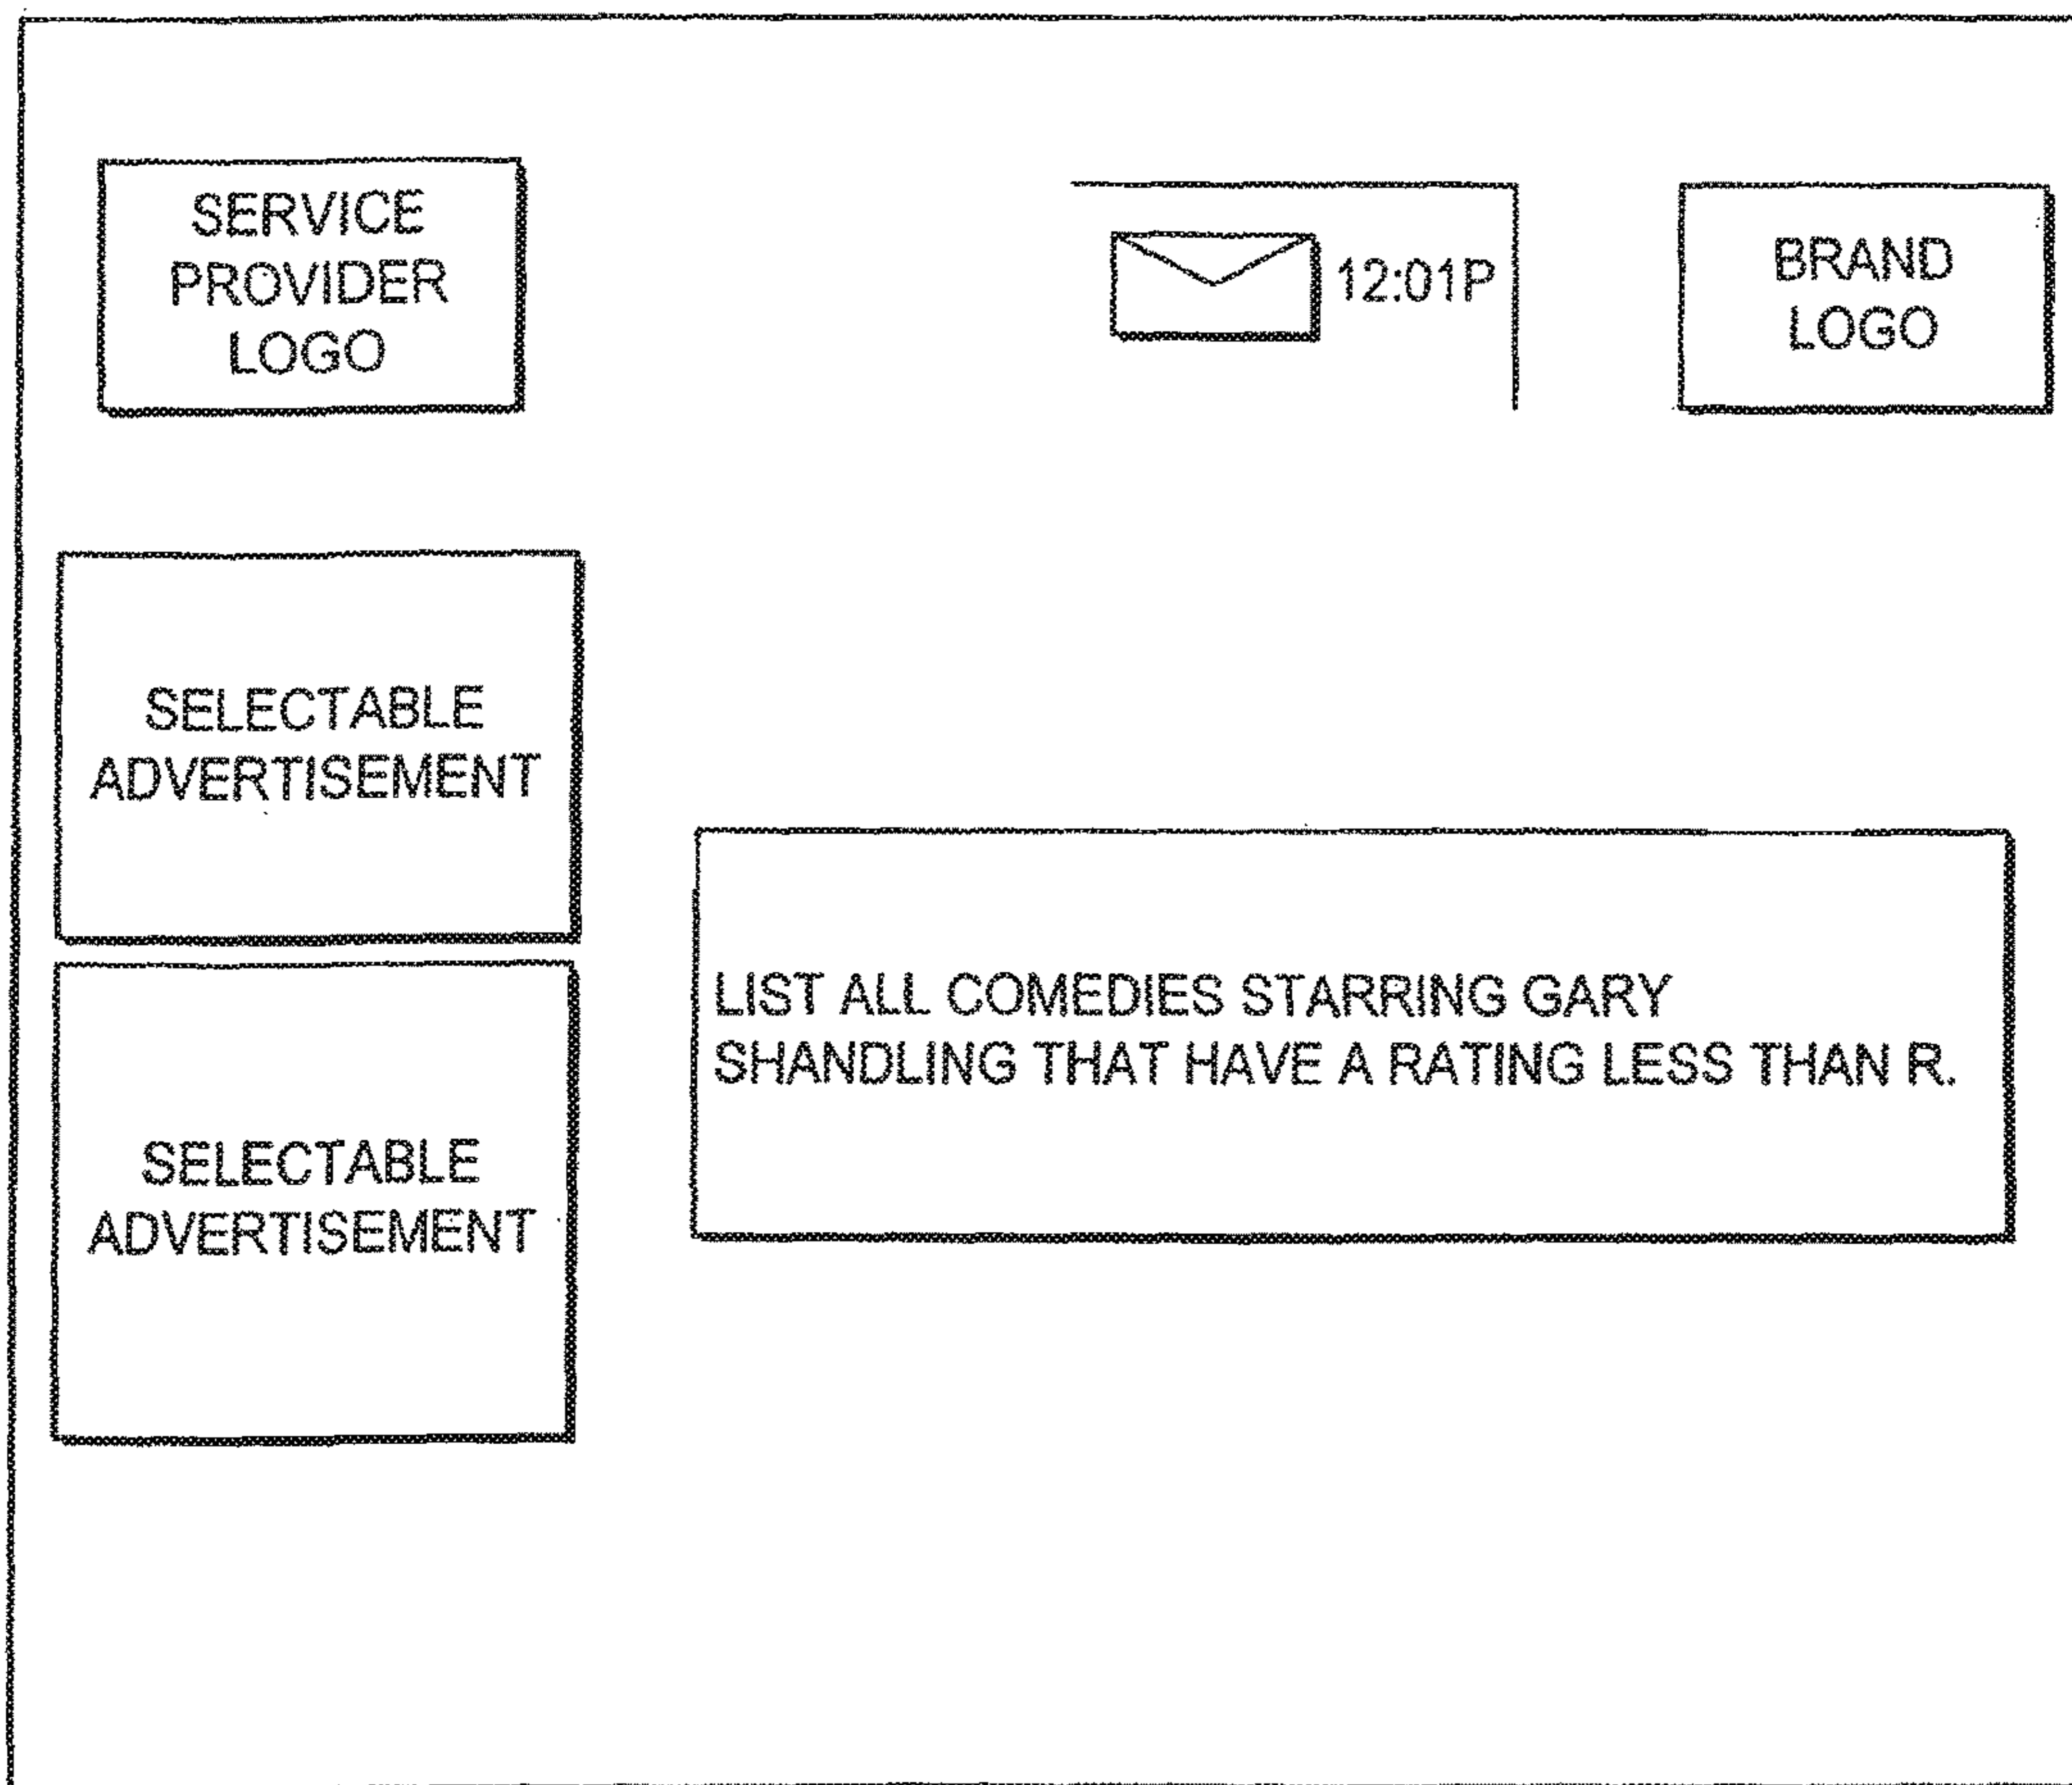 SERVICE
PROVIDER
LOGO
12:01P
BRAND
LOGO
SELECTABLE
ADVERTISEMENT
SELECTABLE
ADVERTISEMENT
LIST ALL COMEDIES STARRING GARY
SHANDLING THAT HAVE A RATING LESS THAN R.